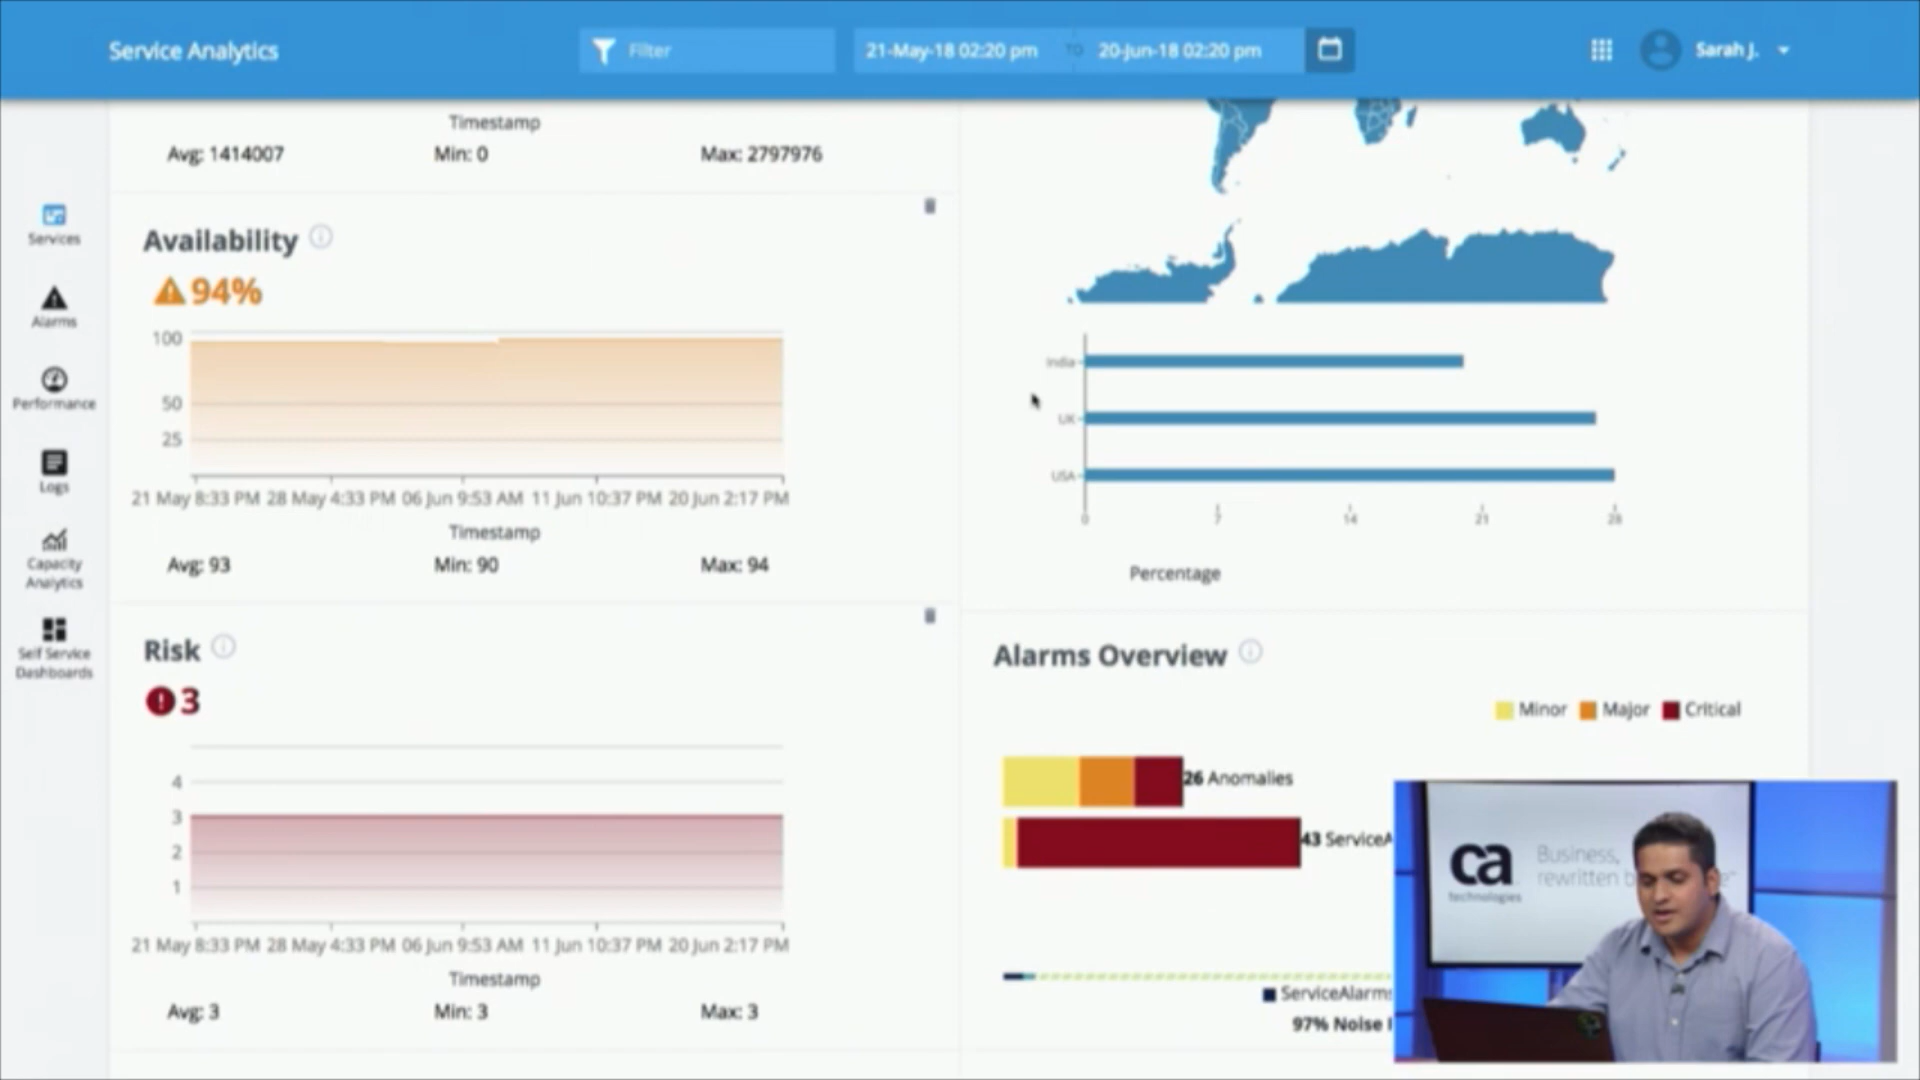 Service Analytics
Filter
21-May-18 02:20 pm TO 20-Jun-18 02:20 pm
Sarah J.
Timestamp
Avg: 1414007 Min: 0 Max: 2797976
Services
Alarms
Performance
Logs
Capacity
Analytics
Self Service
Dashboards
Availability
94%
100
50
25
21 May 8:33 PM 28 May 4:33 PM 06 Jun 9:53 AM 11 Jun 10:37 PM 20 Jun 2:17 PM
Timestamp
Avg: 93 Min: 90 Max: 94
India
UK
USA
0 7 14 21 28
Percentage
Risk
3
4
3
2
1
21 May 8:33 PM 28 May 4:33 PM 06 Jun 9:53 AM 11 Jun 10:37 PM 20 Jun 2:17 PM
Timestamp
Avg: 3 Min: 3 Max: 3
Alarms Overview
Minor Major Critical
26 Anomalies
43 ServiceA
ServiceAlarms
97% Noise
ca
technologies
Business,
rewritten b